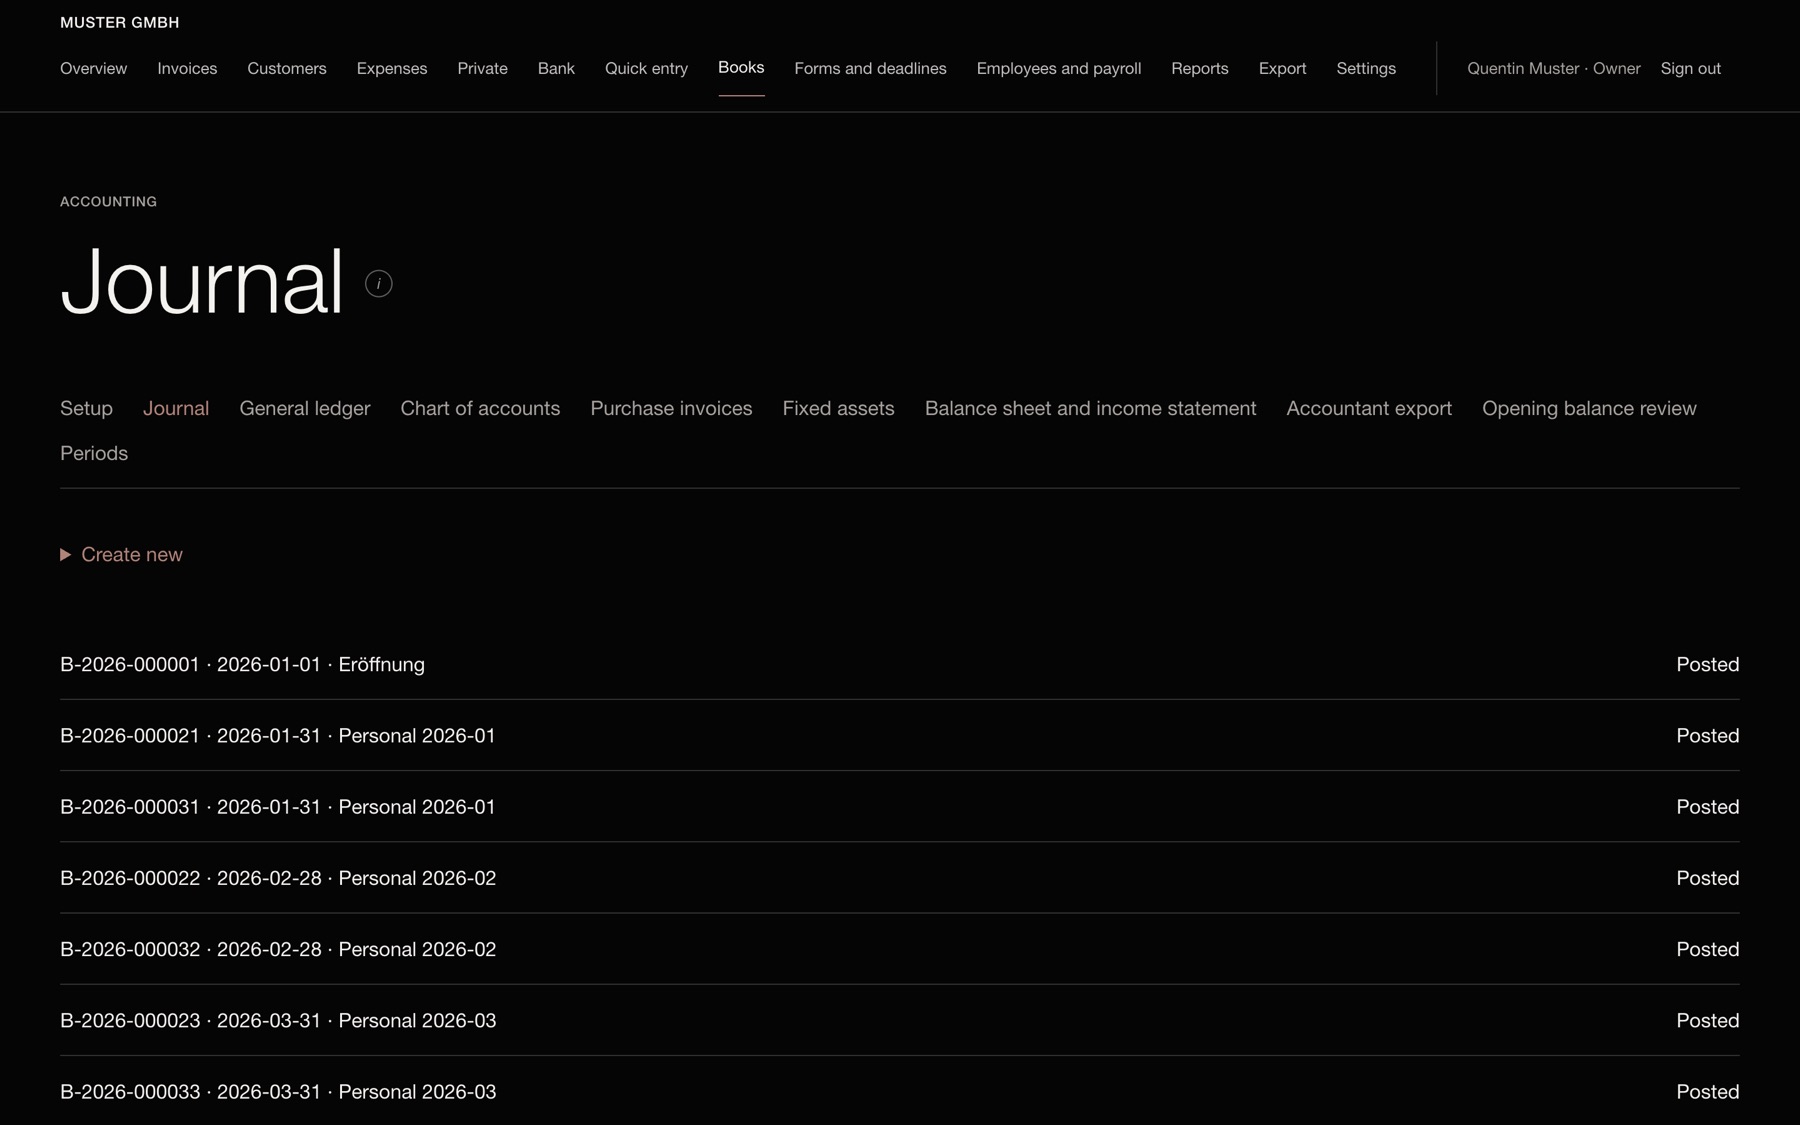 MUSTER GMBH
Overview Invoices Customers Expenses Private Bank Quick entry Books Forms and deadlines Employees and payroll Reports Export Settings Quentin Muster · Owner Sign out
ACCOUNTING
Journal i
Setup Journal General ledger Chart of accounts Purchase invoices Fixed assets Balance sheet and income statement Accountant export Opening balance review
Periods
▶ Create new
B-2026-000001 · 2026-01-01 · Eröffnung Posted
B-2026-000021 · 2026-01-31 · Personal 2026-01 Posted
B-2026-000031 · 2026-01-31 · Personal 2026-01 Posted
B-2026-000022 · 2026-02-28 · Personal 2026-02 Posted
B-2026-000032 · 2026-02-28 · Personal 2026-02 Posted
B-2026-000023 · 2026-03-31 · Personal 2026-03 Posted
B-2026-000033 · 2026-03-31 · Personal 2026-03 Posted